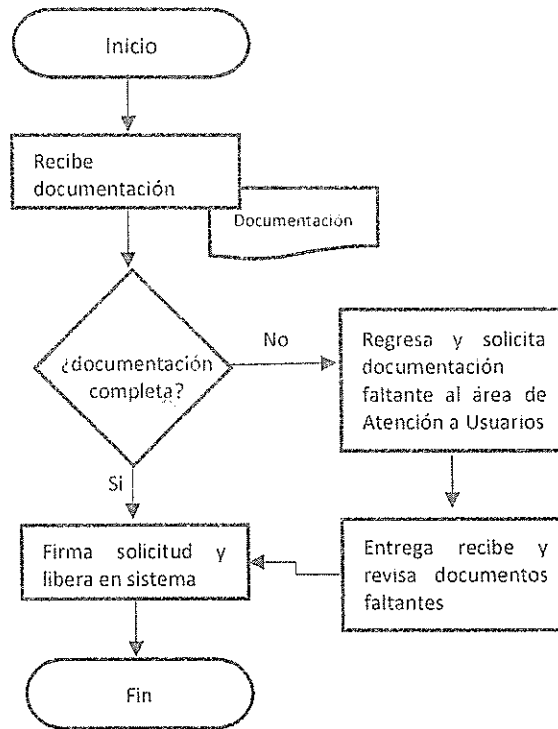 Inicio
Recibe
documentación
Documentación
¿documentación
completa?
No
Regresa y solicita
documentación
faltante al área de
Atención a Usuarios
Si
Firma solicitud y
libera en sistema
Entrega recibe y
revisa documentos
faltantes
Fin